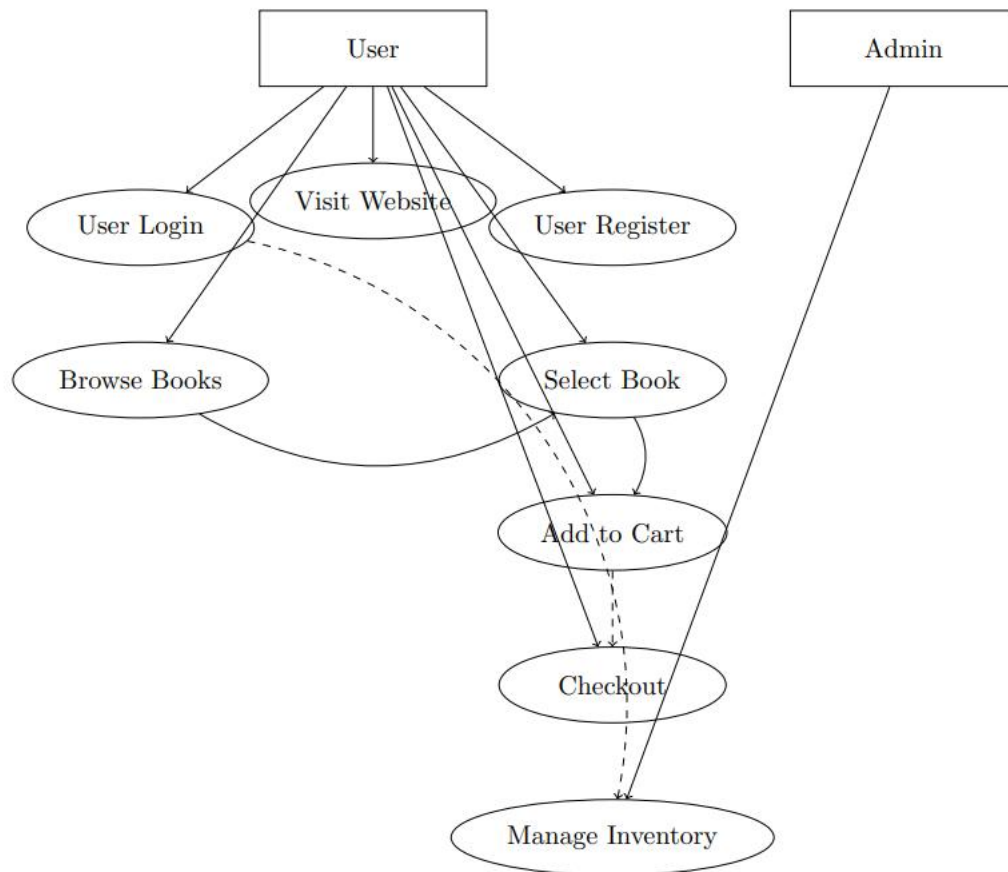 User
Admin
Visit Website
User Login
User Register
Browse Books
Select Book
Add to Cart
Checkout
Manage Inventory